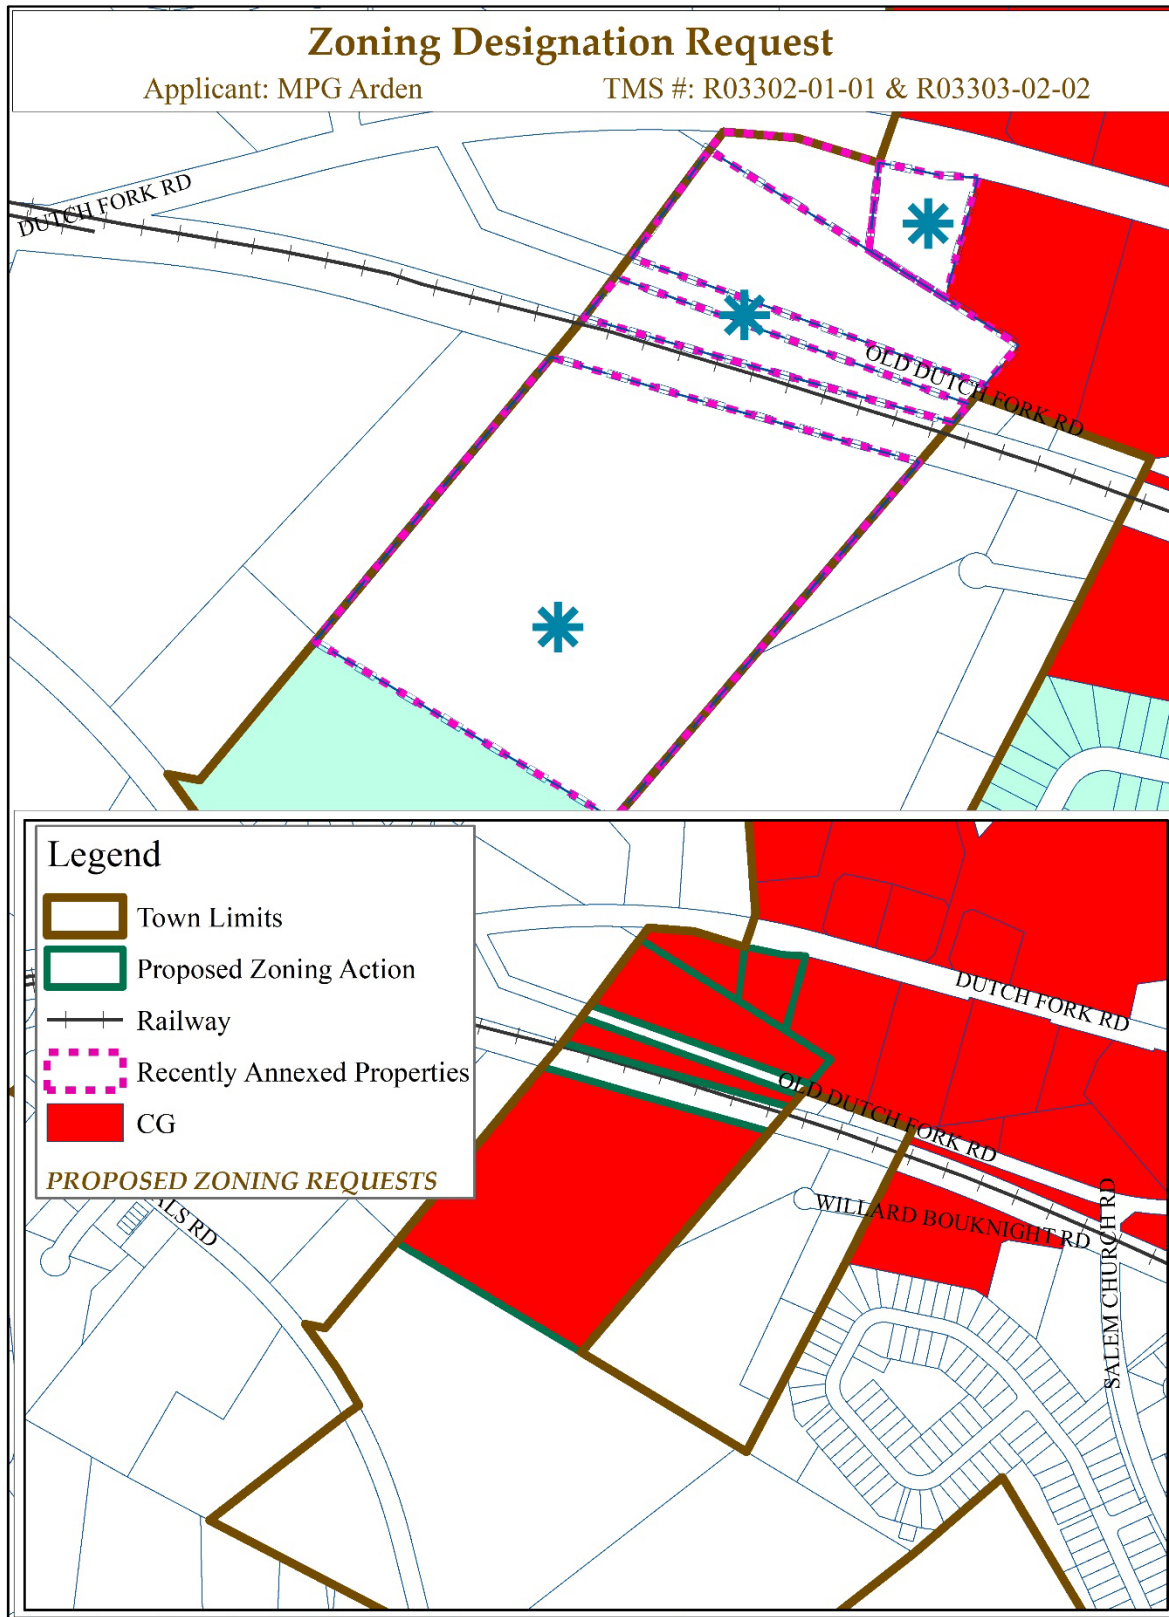 Zoning Designation Request
Applicant: MPG Arden TMS #: R03302-01-01 & R03303-02-02
DUTCH FORK RD
OLD DUTCH FORK RD
Legend
Town Limits
Proposed Zoning Action
Railway
Recently Annexed Properties
CG
PROPOSED ZONING REQUESTS
DUTCH FORK RD
OLD DUTCH FORK RD
WILLARD BOUKNIGHT RD
SALEM CHURCH RD
ALS RD